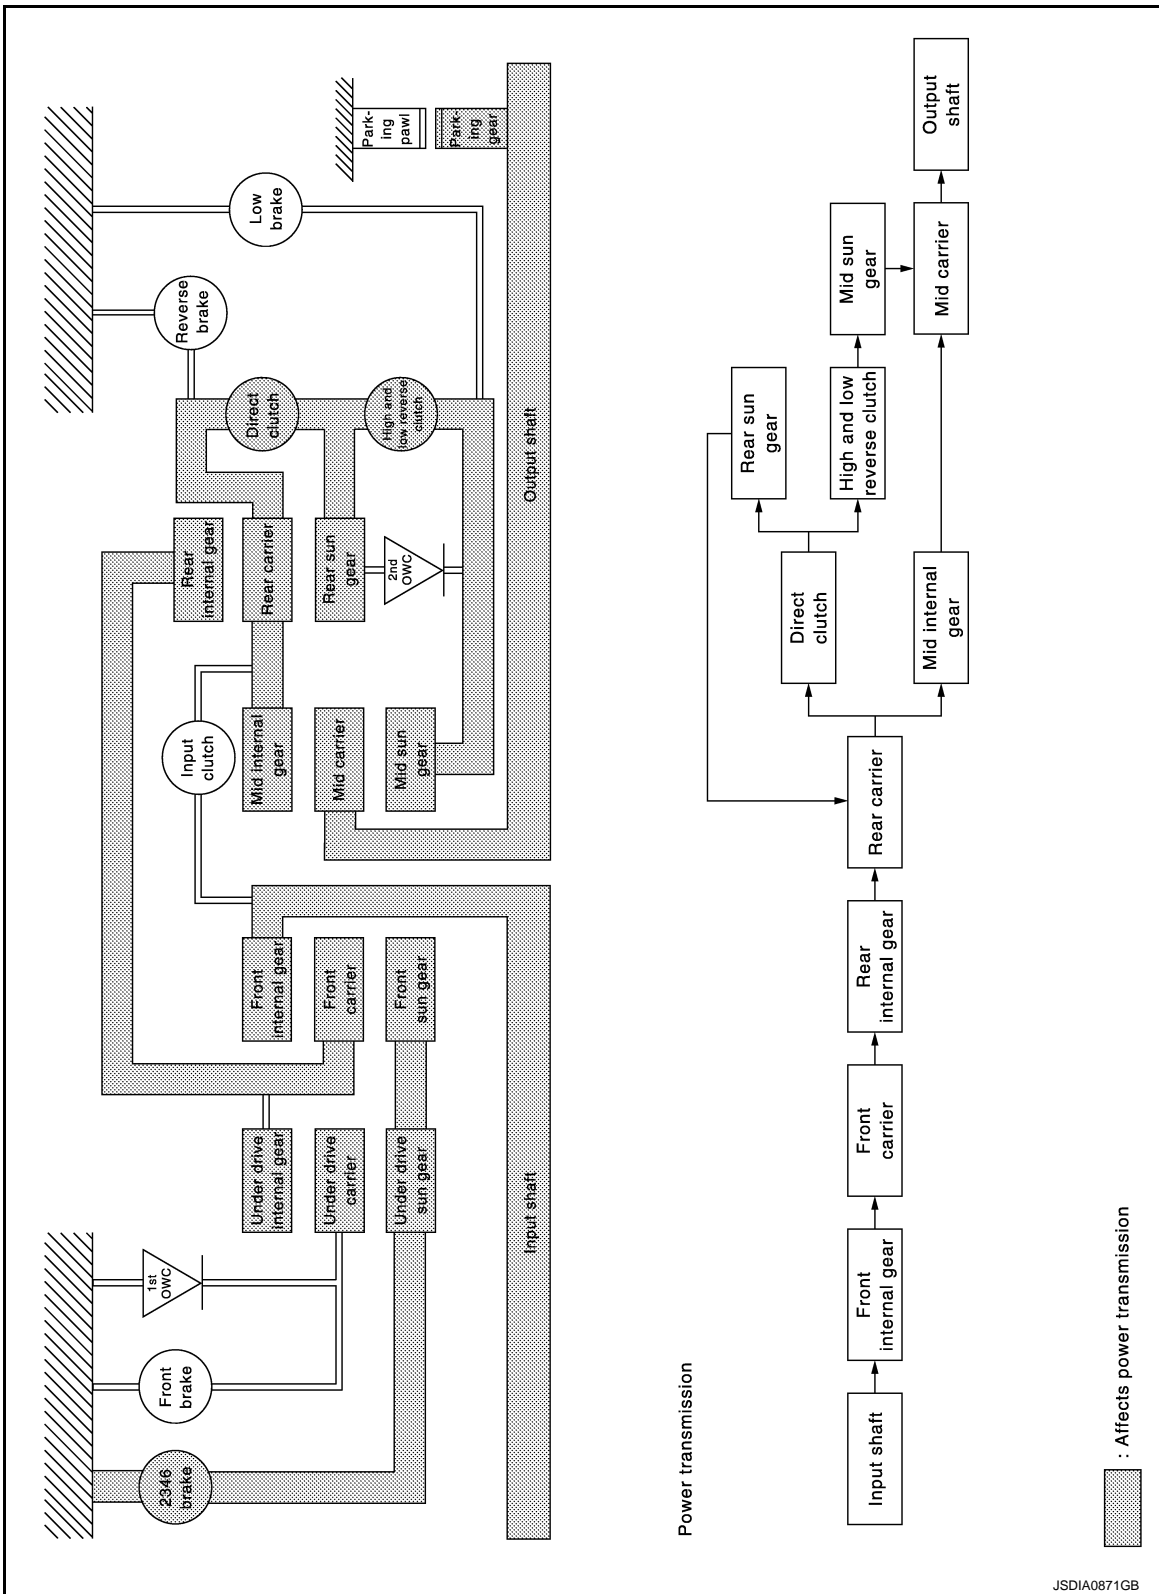 2346
brake
Front
brake
1st
OWC
Under drive
internal gear
Under drive
carrier
Under drive
sun gear
Input shaft
Front
internal gear
Front
carrier
Front
sun gear
Input
clutch
Mid internal
gear
Mid carrier
Mid sun
gear
Rear
internal gear
Rear carrier
Rear sun
gear
2nd
OWC
Direct
clutch
High and
low reverse
clutch
Reverse
brake
Low
brake
Park-
ing
pawl
Park-
ing
gear
Output shaft
Power transmission
Input shaft
Front
internal gear
Front
carrier
Rear
internal gear
Rear carrier
Direct
clutch
Mid internal
gear
Rear sun
gear
High and low
reverse clutch
Mid sun
gear
Mid carrier
Output
shaft
: Affects power transmission
JSDIA0871GB